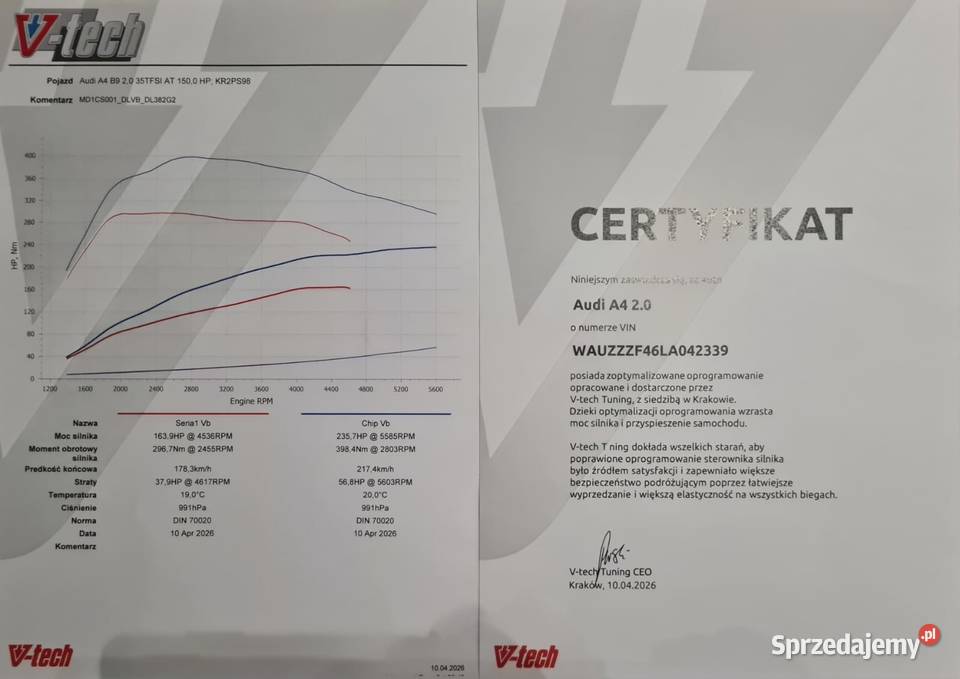 V-tech
Pojazd Audi A4 B9 2,0 35TFSI AT 150,0 HP, KR2PS98
Komentarz MD1CS001_DLVB_DL382G2
HP, Nm
400
360
320
280
240
200
160
120
80
40
0
1200 1600 2000 2400 2800 3200 3600 4000 4400 4800 5200 5600
Engine RPM
Nazwa Seria1 Vb Chip Vb
Moc silnika 163,9HP @ 4536RPM 235,7HP @ 5585RPM
Moment obrotowy silnika 296,7Nm @ 2455RPM 398,4Nm @ 2803RPM
Predkość końcowa 178,3km/h 217,4km/h
Straty 37,9HP @ 4617RPM 56,8HP @ 5603RPM
Temperatura 19,0°C 20,0°C
Ciśnienie 991hPa 991hPa
Norma DIN 70020 DIN 70020
Data 10 Apr 2026 10 Apr 2026
Komentarz
V-tech
10.04.2026
CERTYFIKAT
Niniejszym zaświadcza się, że auto
Audi A4 2.0
o numerze VIN
WAUZZZF46LA042339
posiada zoptymalizowane oprogramowanie
opracowane i dostarczone przez
V-tech Tuning, z siedzibą w Krakowie.
Dzięki optymalizacji oprogramowania wzrasta
moc silnika i przyspieszenie samochodu.
V-tech T ning dokłada wszelkich starań, aby
poprawione oprogramowanie sterownika silnika
było źródłem satysfakcji i zapewniało większe
bezpieczeństwo podróżującym poprzez łatwiejsze
wyprzedzanie i większą elastyczność na wszystkich biegach.
V-tech Tuning CEO
Kraków, 10.04.2026
V-tech
Sprzedajemy.pl